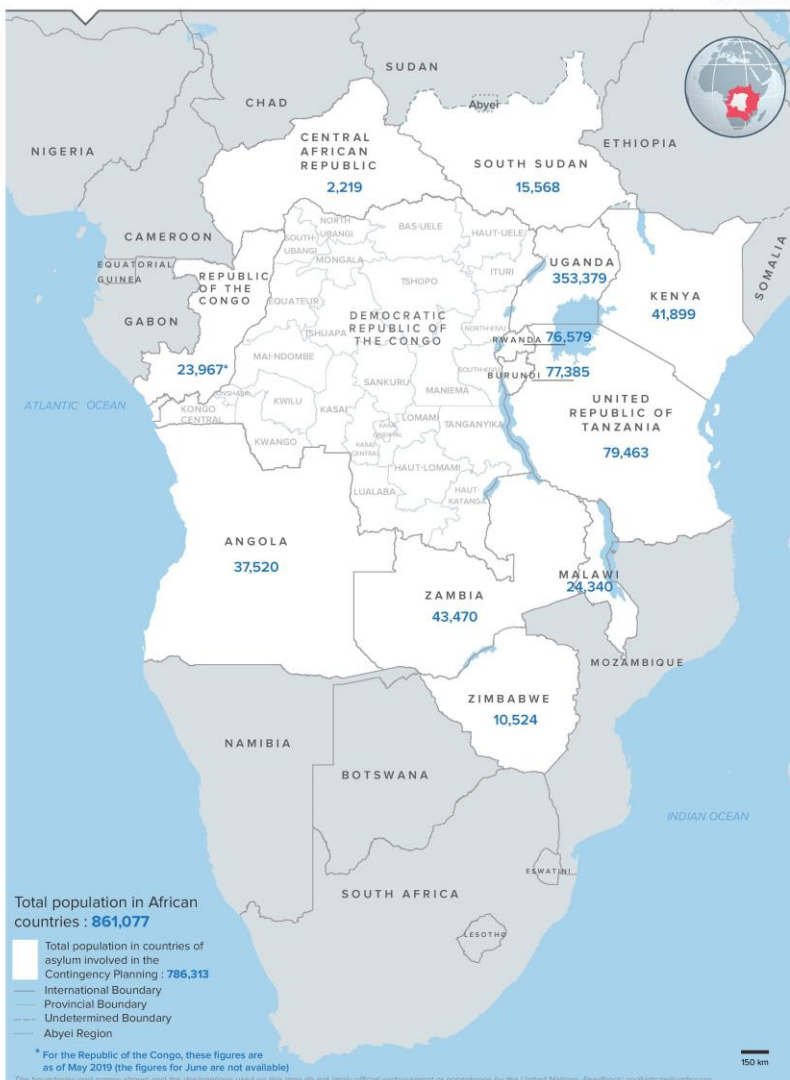 SUDAN
CHAD
Abyei
NIGERIA
ETHIOPIA
CENTRAL
AFRICAN
REPUBLIC
2,219
SOUTH SUDAN
15,568
CAMEROON
SOMALIA
NORTH
UBANGI
BAS-UELE
HAUT-UELE
SOUTH
UBANGI
MONGALA
ITURI
UGANDA
353,379
EQUATORIAL
GUINEA
REPUBLIC
OF THE
CONGO
TSHOPO
KENYA
41,899
GABON
EQUATEUR
DEMOCRATIC
REPUBLIC OF
THE CONGO
TSHUAPA
NORTH-KIVU
RWANDA
76,579
MAI-NDOMBE
23,967*
SOUTH-KIVU
BURUNDI
77,385
SANKURU
MANIEMA
ATLANTIC OCEAN
KINSHASA
KONGO
CENTRAL
KWILU
KASAI
UNITED
REPUBLIC OF
TANZANIA
79,463
LOMAMI
TANGANYIKA
KASAI
ORIENTAL
KWANGO
KASAI
CENTRAL
HAUT-LOMAMI
LUALABA
HAUT-
KATANGA
ANGOLA
37,520
MALAWI
24,340
ZAMBIA
43,470
MOZAMBIQUE
ZIMBABWE
10,524
NAMIBIA
BOTSWANA
INDIAN OCEAN
ESWATINI
SOUTH AFRICA
LESOTHO
Total population in African
countries : 861,077
Total population in countries of
asylum involved in the
Contingency Planning : 786,313
International Boundary
Provincial Boundary
Undetermined Boundary
Abyei Region
* For the Republic of the Congo, these figures are
as of May 2019 (the figures for June are not available)
150 km